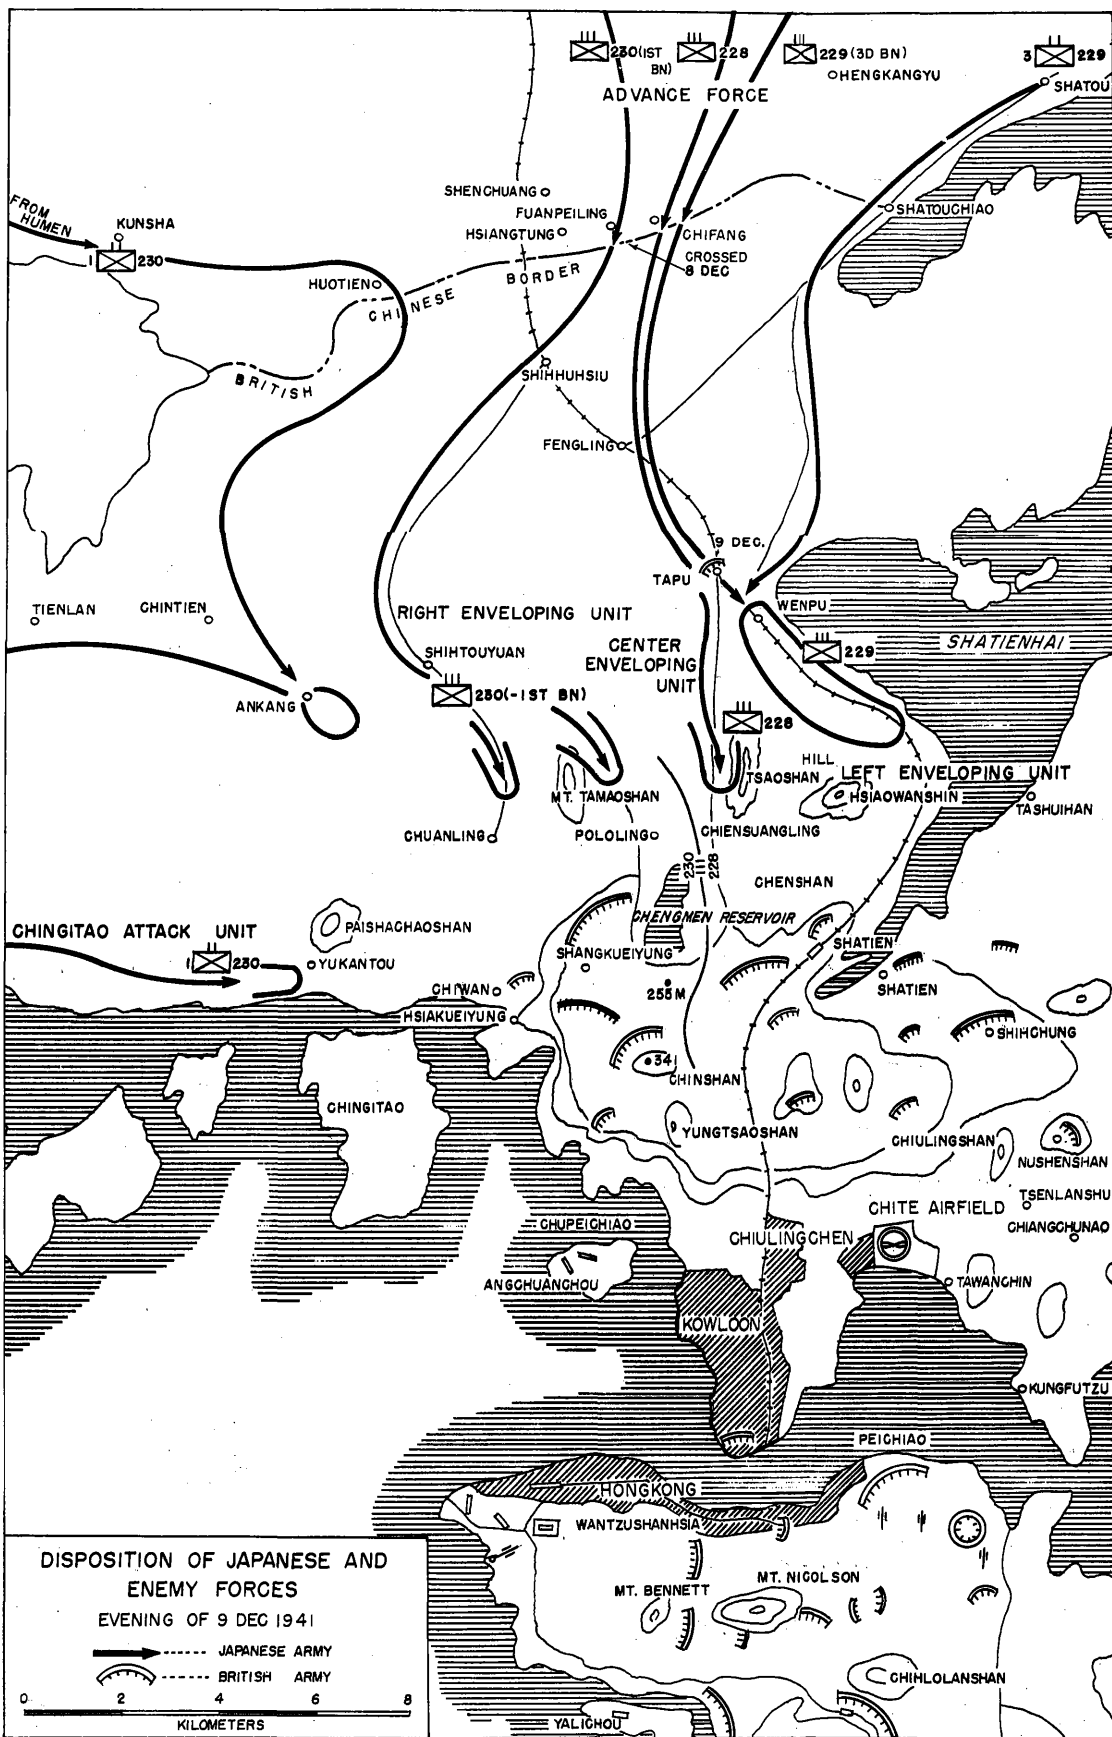 230(1ST
BN)
228
229(3D BN)
3 229
HENGKANGYU
SHATOU
ADVANCE FORCE
SHENCHUANG
FUANPEILING
HSIANGTUNG
SHATOUCHIAO
CHIFANG
CROSSED
8 DEC
FROM
HUMEN
KUNSHA
1 230
HUOTIEN
CHINESE BORDER
BRITISH
SHIHHUHSIU
FENGLING
9 DEC.
TAPU
WENPU
TIENLAN
CHINTIEN
RIGHT ENVELOPING UNIT
CENTER
ENVELOPING
UNIT
SHATIENHAI
229
SHIHTOUYUAN
230(-1ST BN)
ANKANG
228
HILL
TSAOSHAN
LEFT ENVELOPING UNIT
HSIAOWANSHIN
TASHUIHAN
MT. TAMAOSHAN
CHUANLING
POLOLING
CHIENSUANGLING
230
228
CHENSHAN
CHENGMEN RESERVOIR
PAISHACHAOSHAN
CHINGITAO ATTACK UNIT
1 230
YUKANTOU
SHANGKUEIYUNG
SHATIEN
SHATIEN
CHIWAN
255M
HSIAKUEIYUNG
SHIHCHUNG
341
CHINSHAN
CHINGITAO
YUNGTSAOSHAN
CHIULINGSHAN
NUSHENSHAN
TSENLANSHU
CHITE AIRFIELD
CHUPEICHIAO
CHIULINGCHEN
CHIANGCHUNAO
ANGCHUANCHOU
TAWANCHIN
KOWLOON
KUNGFUTZU
PEICHIAO
HONGKONG
WANTZUSHANHSIA
MT. BENNETT
MT. NICOLSON
CHIHLOLANSHAN
YALICHOU
DISPOSITION OF JAPANESE AND
ENEMY FORCES
EVENING OF 9 DEC 1941
JAPANESE ARMY
BRITISH ARMY
0 2 4 6 8
KILOMETERS